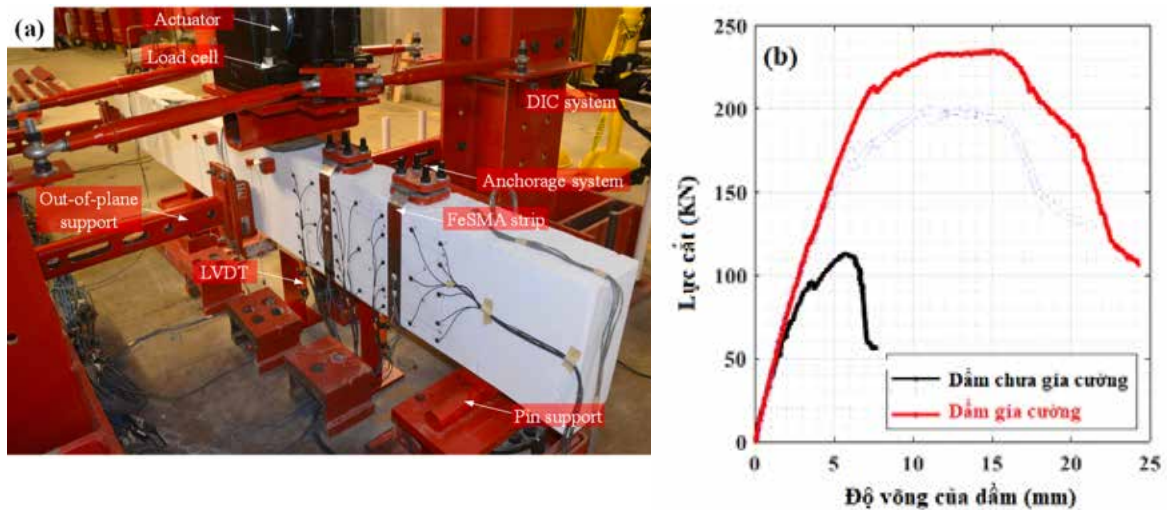 (a)
Actuator
Load cell
DIC system
Anchorage system
Out-of-plane
support
FeSMA strip
LVDT
Pin support
(b)
250
200
150
100
50
0
0
5
10
15
20
25
Lực cắt (KN)
Độ võng của dầm (mm)
Dầm chưa gia cường
Dầm gia cường